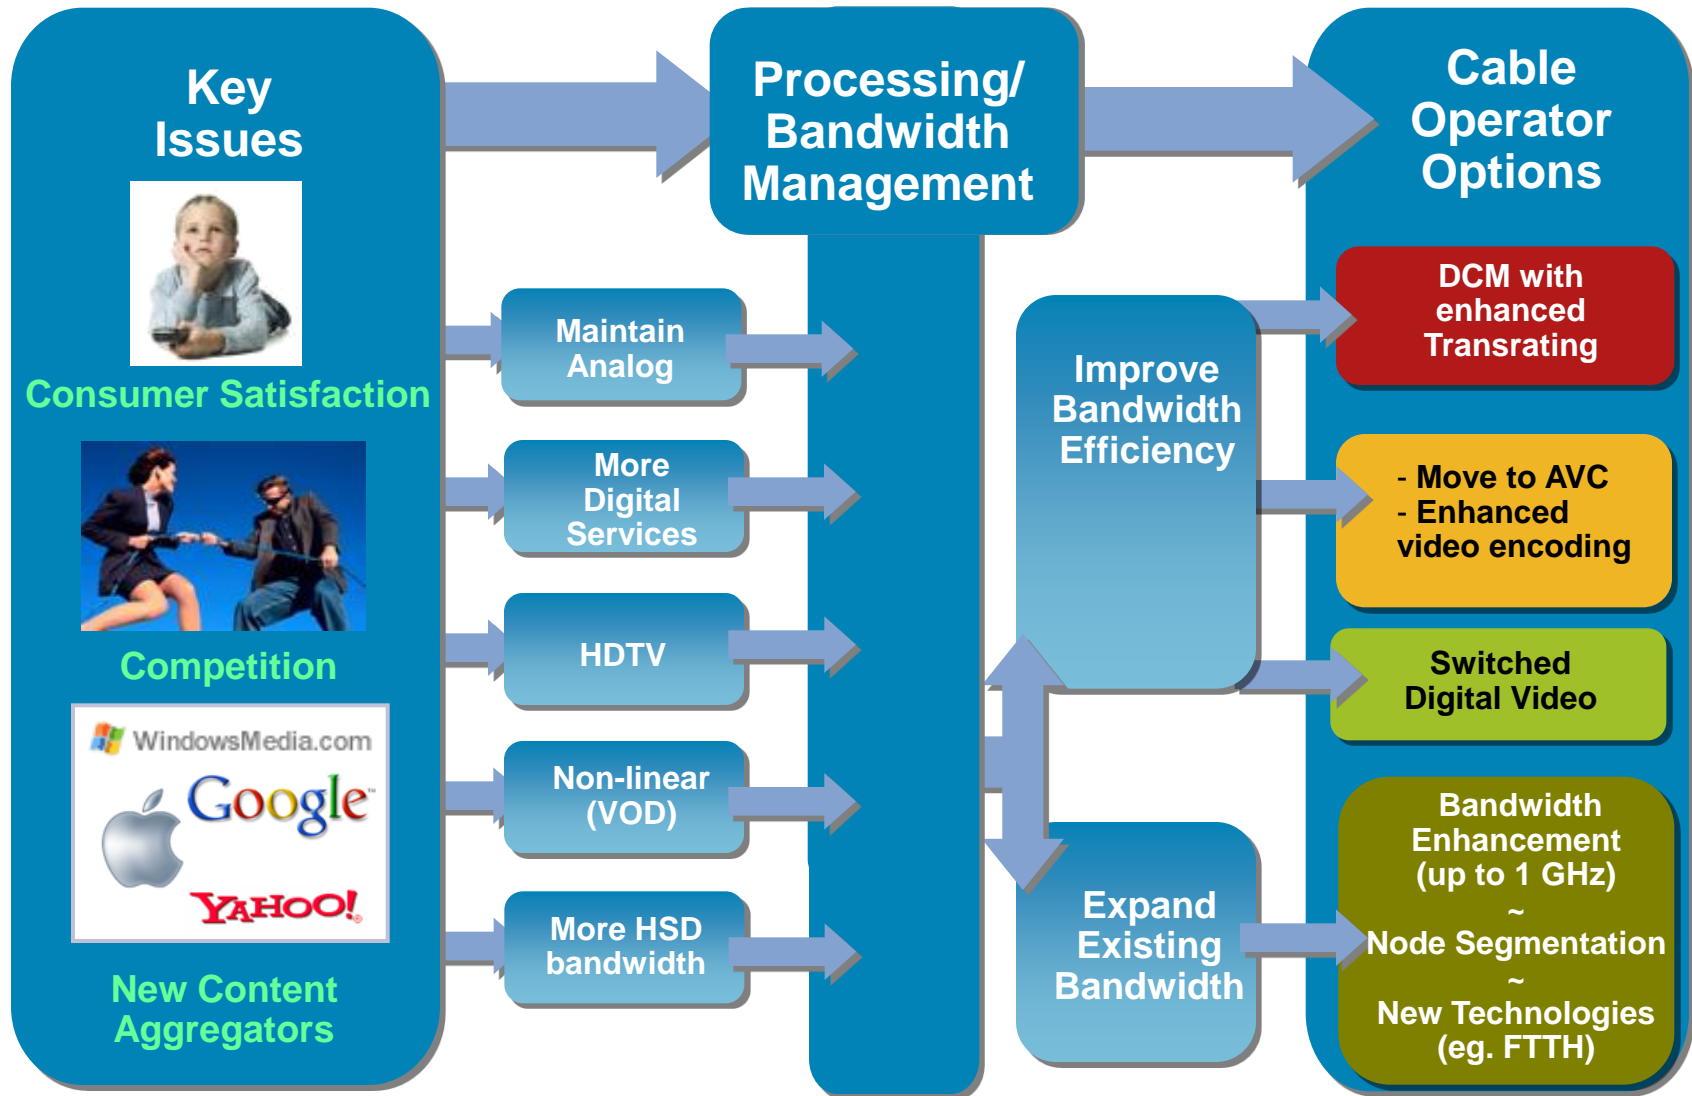 Key
Issues
Consumer Satisfaction
Competition
WindowsMedia.com
Google™
YAHOO!®
New Content
Aggregators
Maintain
Analog
More
Digital
Services
HDTV
Non-linear
(VOD)
More HSD
bandwidth
Processing/
Bandwidth
Management
Improve
Bandwidth
Efficiency
Expand
Existing
Bandwidth
Cable
Operator
Options
DCM with
enhanced
Transrating
- Move to AVC
- Enhanced
video encoding
Switched
Digital Video
Bandwidth
Enhancement
(up to 1 GHz)
~
Node Segmentation
~
New Technologies
(eg. FTTH)